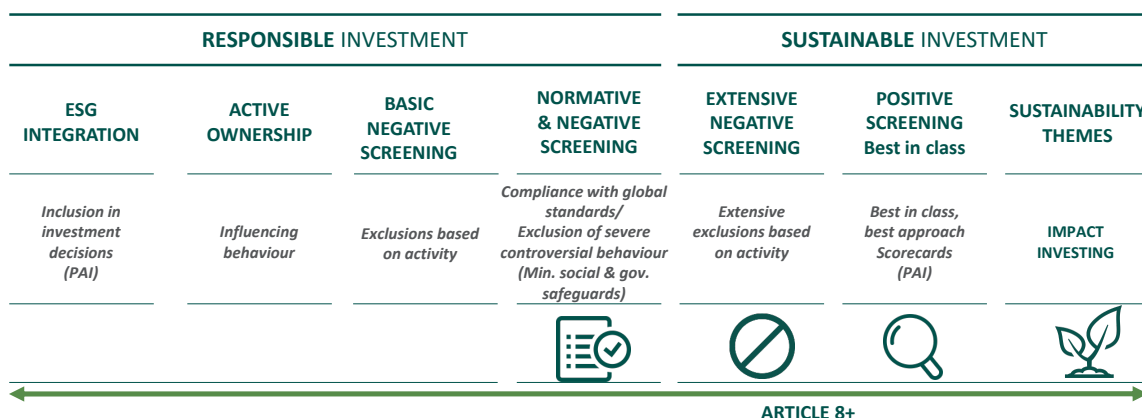 RESPONSIBLE INVESTMENT
SUSTAINABLE INVESTMENT
ESG
INTEGRATION
ACTIVE
OWNERSHIP
BASIC
NEGATIVE
SCREENING
NORMATIVE
& NEGATIVE
SCREENING
EXTENSIVE
NEGATIVE
SCREENING
POSITIVE
SCREENING
Best in class
SUSTAINABILITY
THEMES
Inclusion in
investment
decisions
(PAI)
Influencing
behaviour
Exclusions based
on activity
Compliance with global
standards/
Exclusion of severe
controversial behaviour
(Min. social & gov.
safeguards)
Extensive
exclusions based
on activity
Best in class,
best approach
Scorecards
(PAI)
IMPACT
INVESTING
ARTICLE 8+